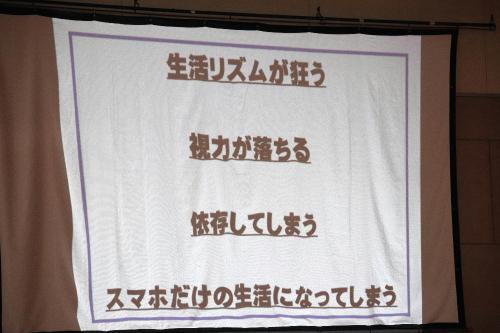 生活リズムが狂う
視力が落ちる
依存してしまう
スマホだけの生活になってしまう